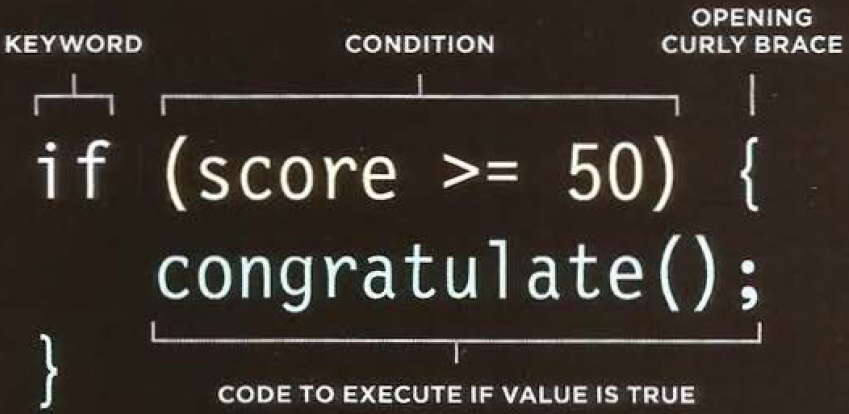 KEYWORD CONDITION OPENING CURLY BRACE
if (score >= 50) {
congratulate();
}
CODE TO EXECUTE IF VALUE IS TRUE